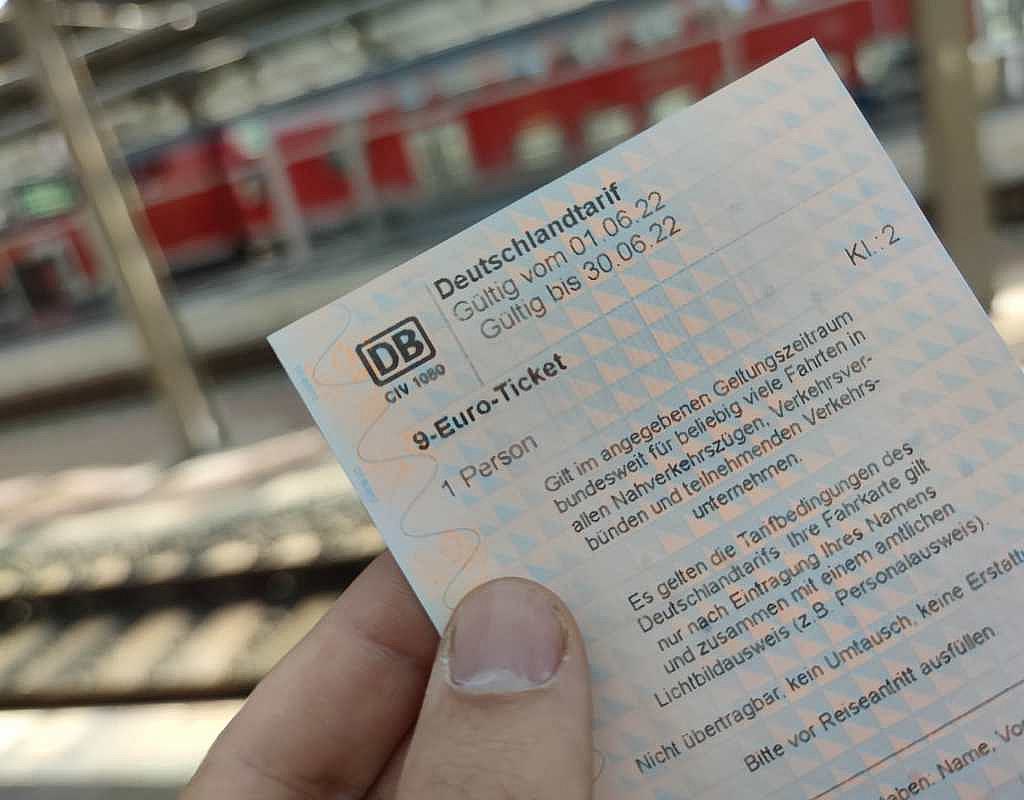 Deutschlandtarif
Gültig vom 01.06.22
Gültig bis 30.06.22
DB
CIV 1080
Kl.: 2
9-Euro-Ticket
1 Person
Gilt im angegebenen Geltungszeitraum
bundesweit für beliebig viele Fahrten in
allen Nahverkehrszügen, Verkehrsver-
bünden und teilnehmenden Verkehrs-
unternehmen.
Es gelten die Tarifbedingungen des
Deutschlandtarifs. Ihre Fahrkarte gilt
nur nach Eintragung Ihres Namens
und zusammen mit einem amtlichen
Lichtbildausweis (z.B. Personalausweis).
Nicht übertragbar, kein Umtausch, keine Erstattu
Bitte vor Reiseantritt ausfüllen
aben: Name, Vo